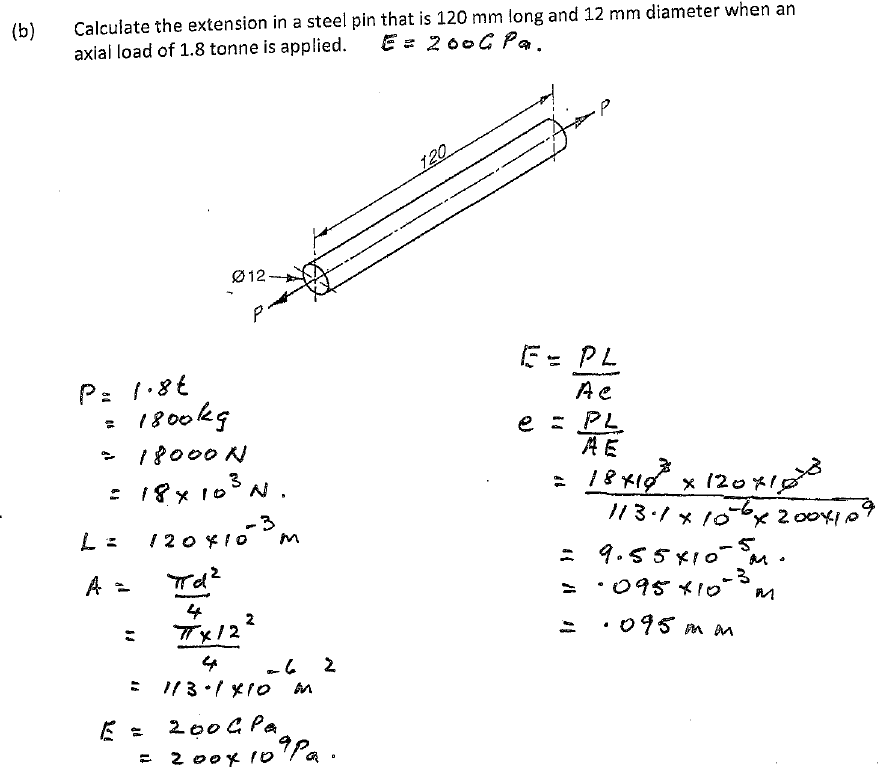 (b) Calculate the extension in a steel pin that is 120 mm long and 12 mm diameter when an
axial load of 1.8 tonne is applied. E = 200 G Pa.
P
120
Ø12
P
P = 1.8t
= 1800kg
= 18000 N
= 18 x 10³ N.
L = 120 x 10⁻³ m
A = πd²
4
= π x 12²
4
= 113.1 x 10⁻⁶ m²
E = 200 G Pa
= 200 x 10⁹ Pa.
E = PL
Ae
e = PL
AE
= 18 x 10³ x 120 x 10⁻³
113.1 x 10⁻⁶ x 200 x 10⁹
= 9.55 x 10⁻⁵ m.
= .095 x 10⁻³ m
= .095 m m